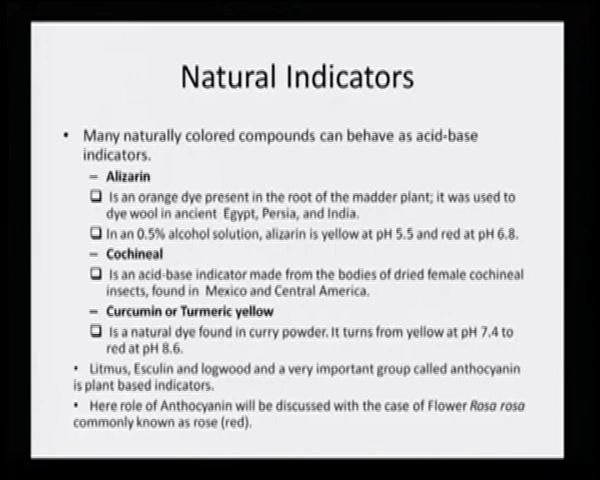 Natural Indicators
• Many naturally colored compounds can behave as acid-base
indicators.
– Alizarin
❑ Is an orange dye present in the root of the madder plant; it was used to
dye wool in ancient Egypt, Persia, and India.
❑ In an 0.5% alcohol solution, alizarin is yellow at pH 5.5 and red at pH 6.8.
– Cochineal
❑ Is an acid-base indicator made from the bodies of dried female cochineal
insects, found in Mexico and Central America.
– Curcumin or Turmeric yellow
❑ Is a natural dye found in curry powder. It turns from yellow at pH 7.4 to
red at pH 8.6.
• Litmus, Esculin and logwood and a very important group called anthocyanin
is plant based indicators.
• Here role of Anthocyanin will be discussed with the case of Flower Rosa rosa
commonly known as rose (red).